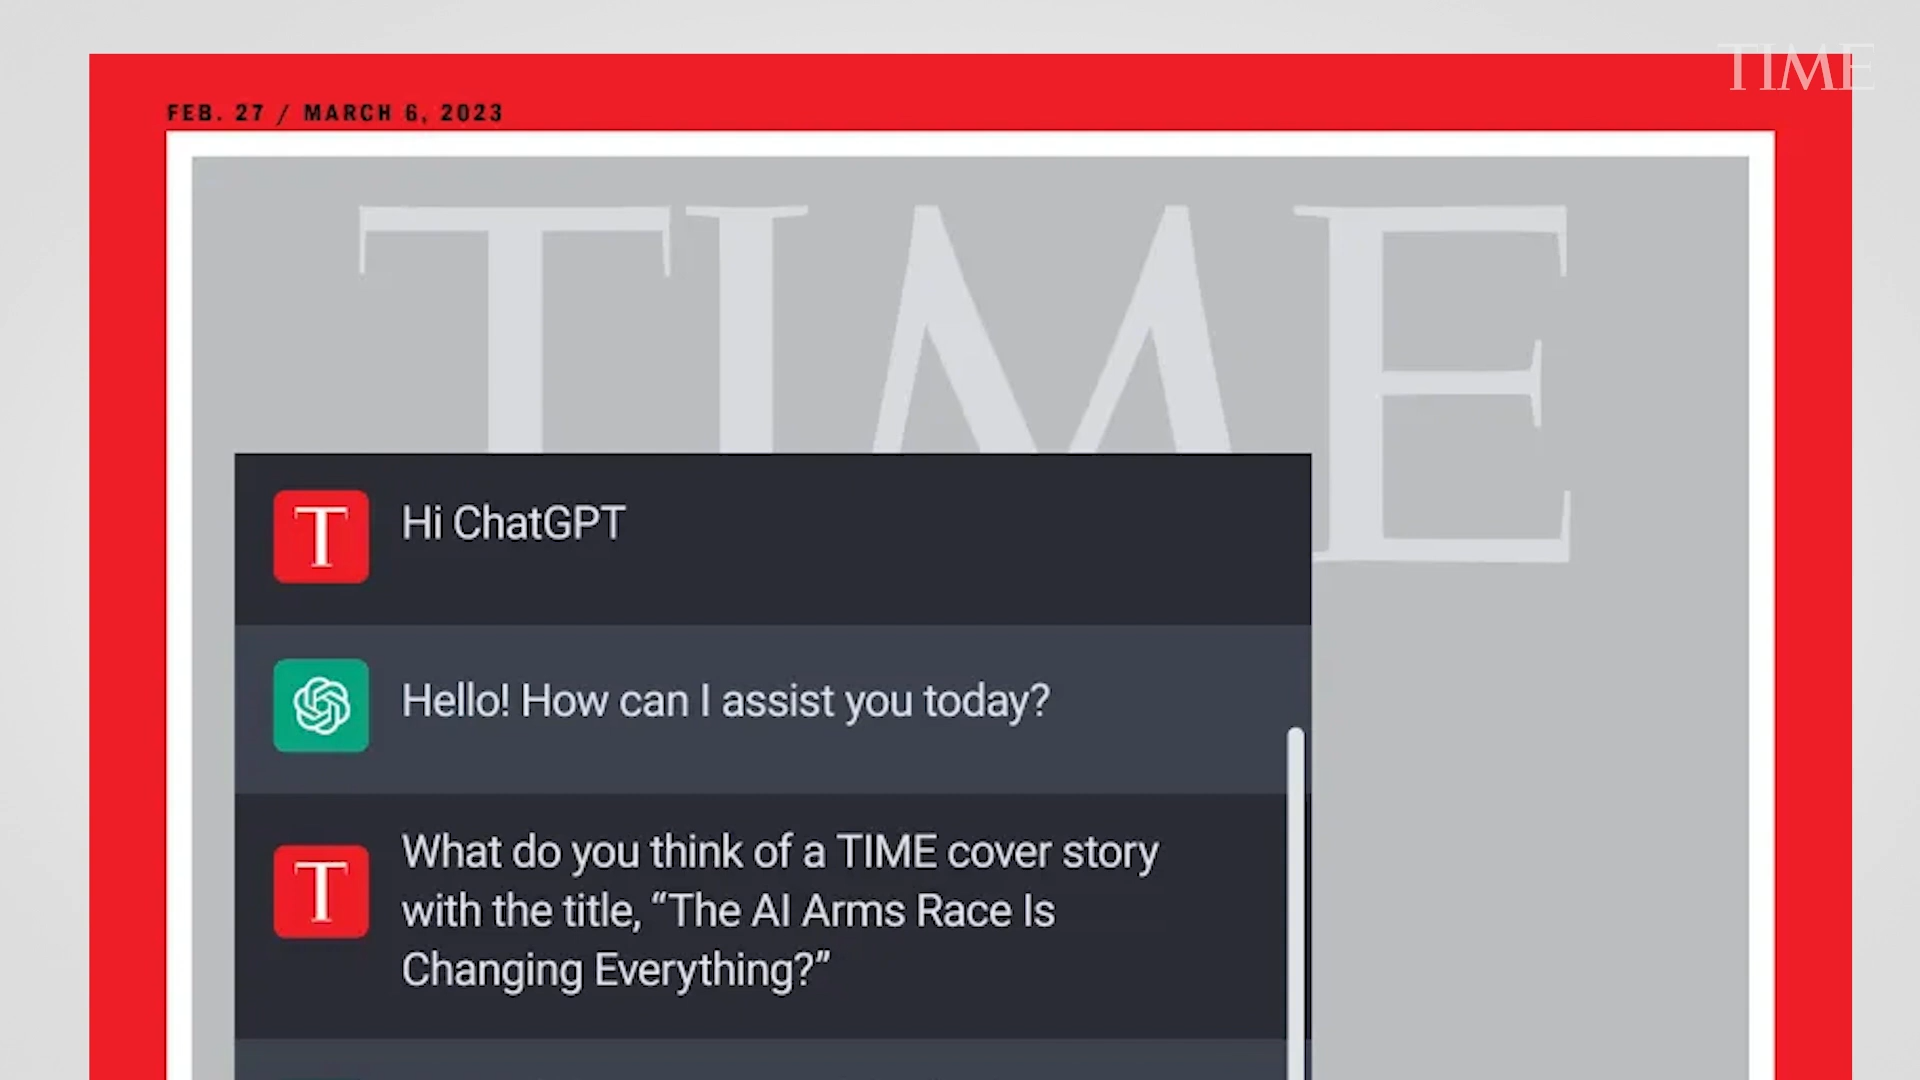 TIME
FEB. 27 / MARCH 6, 2023
TIME
T
Hi ChatGPT
Hello! How can I assist you today?
T
What do you think of a TIME cover story
with the title, “The AI Arms Race Is
Changing Everything?”